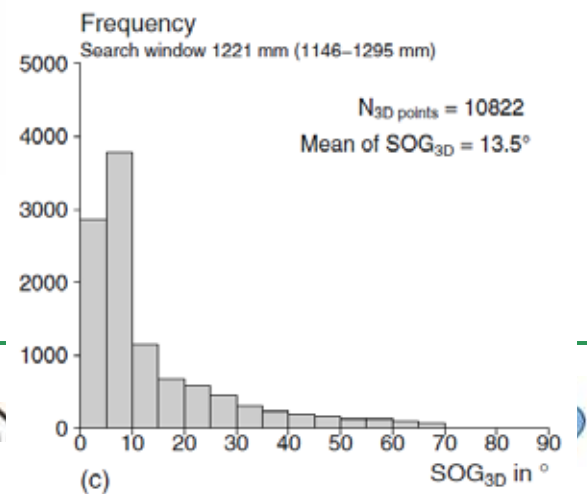 Frequency
Search window 1221 mm (1146–1295 mm)
5000
N3D points = 10822
4000
Mean of SOG3D = 13.5°
3000
2000
1000
0
0 10 20 30 40 50 60 70 80 90
SOG3D in °
(c)